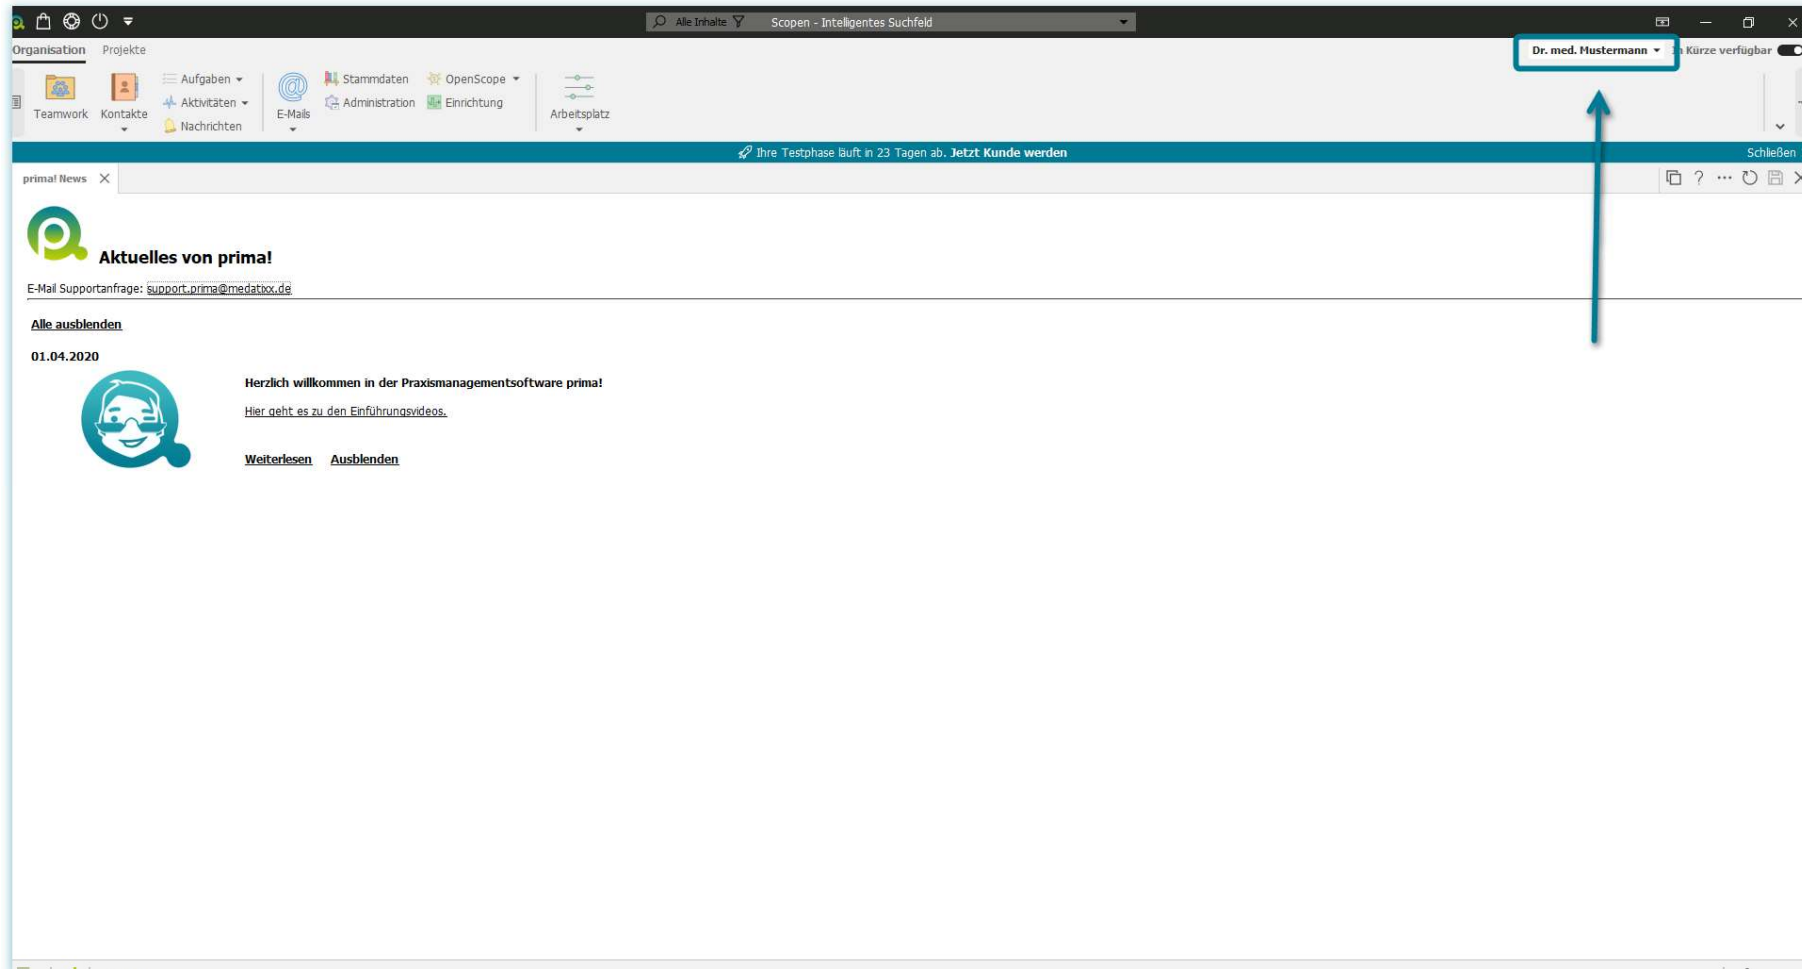 Alle Inhalte Scopen - Intelligentes Suchfeld
Organisation Projekte
Dr. med. Mustermann Kürze verfügbar
Teamwork
Kontakte
Aufgaben
Aktivitäten
Nachrichten
E-Mails
Stammdaten
Administration
OpenScope
Einrichtung
Arbeitsplatz
Ihre Testphase läuft in 23 Tagen ab. Jetzt Kunde werden
Schließen
prima! News
Aktuelles von prima!
E-Mail Supportanfrage: support.prima@medatixx.de
Alle ausblenden
01.04.2020
Herzlich willkommen in der Praxismanagementsoftware prima!
Hier geht es zu den Einführungsvideos.
Weiterlesen Ausblenden